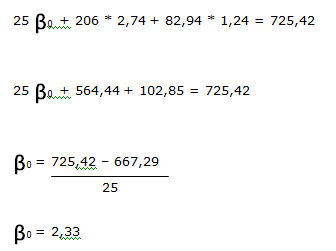 25 β₀ + 206 * 2,74 + 82,94 * 1,24 = 725,42
25 β₀ + 564,44 + 102,85 = 725,42
β₀ = 725,42 – 667,29
25
β₀ = 2,33